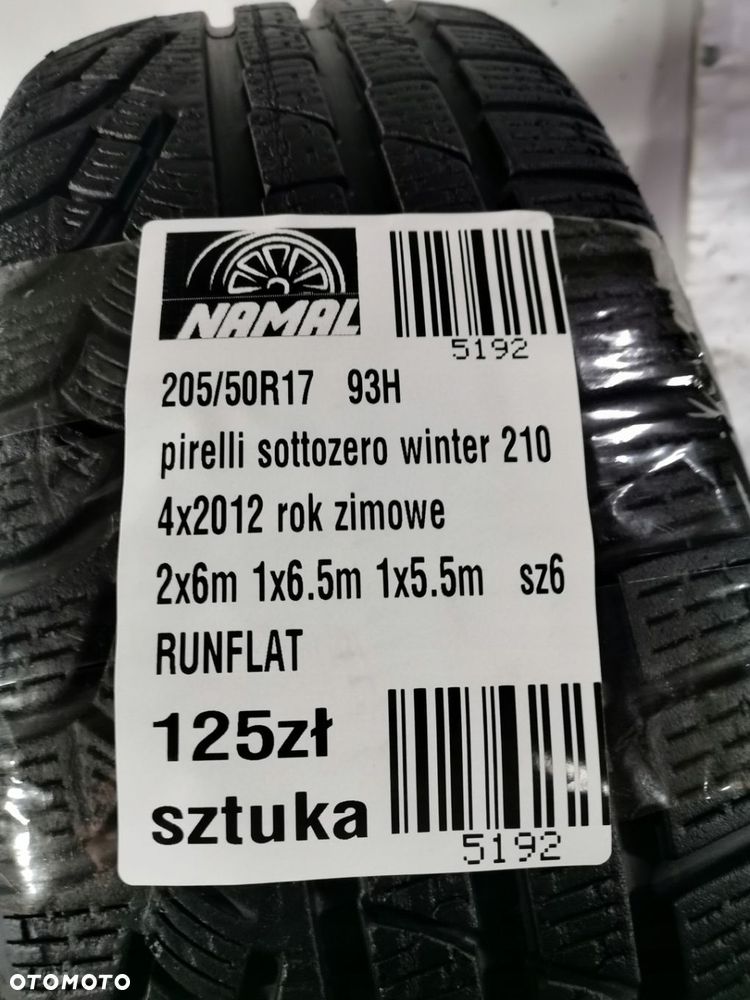 NAMAL
5192
205/50R17 93H
pirelli sottozero winter 210
4x2012 rok zimowe
2x6m 1x6.5m 1x5.5m sz6
RUNFLAT
125zł
sztuka
5192
OTOMOTO